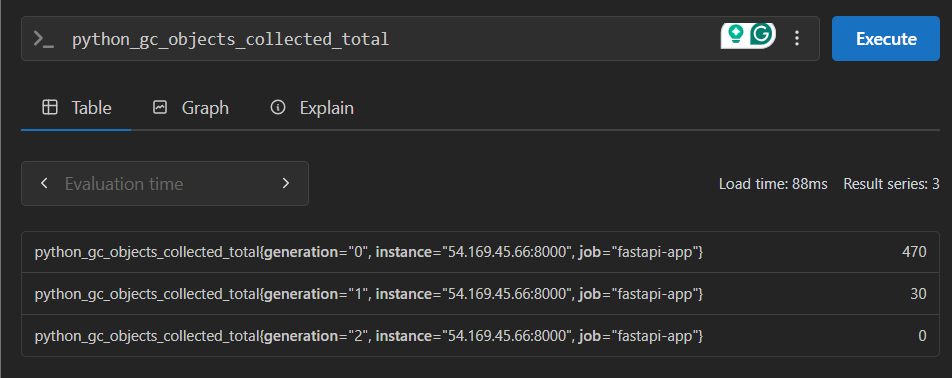 python_gc_objects_collected_total
Execute
Table Graph Explain
Evaluation time
Load time: 88ms Result series: 3
python_gc_objects_collected_total{generation="0", instance="54.169.45.66:8000", job="fastapi-app"} 470
python_gc_objects_collected_total{generation="1", instance="54.169.45.66:8000", job="fastapi-app"} 30
python_gc_objects_collected_total{generation="2", instance="54.169.45.66:8000", job="fastapi-app"} 0